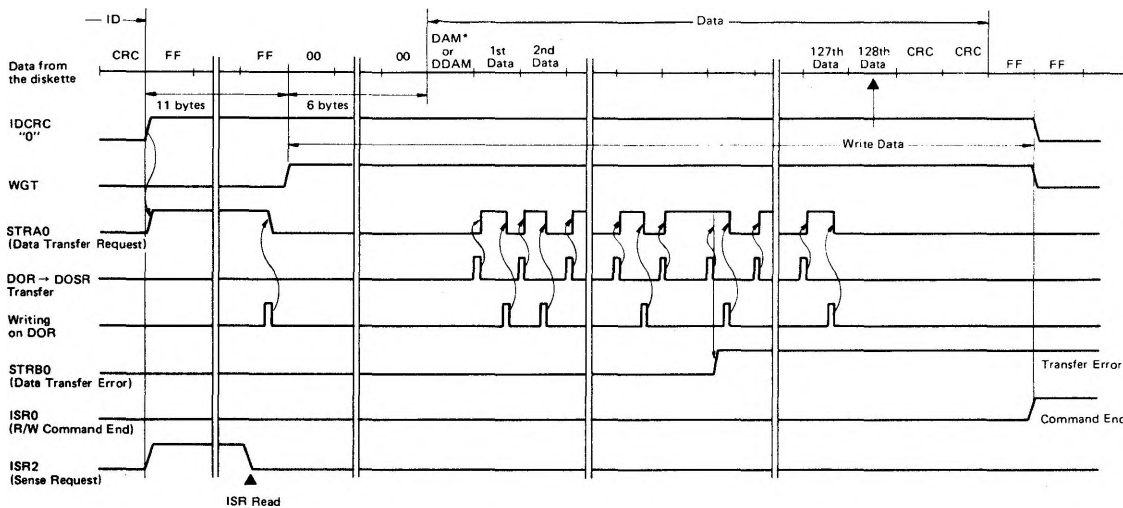 ID
Data
DAM*
or
DDAM
1st
Data
2nd
Data
127th
Data
128th
Data
CRC
CRC
CRC
FF
FF
00
00
FF
FF
Data from
the diskette
11 bytes
6 bytes
IDCRC
"0"
Write Data
WGT
STRA0
(Data Transfer Request)
DOR → DOSR
Transfer
Writing
on DOR
STRB0
(Data Transfer Error)
Transfer Error
ISR0
(R/W Command End)
Command End
ISR2
(Sense Request)
ISR Read